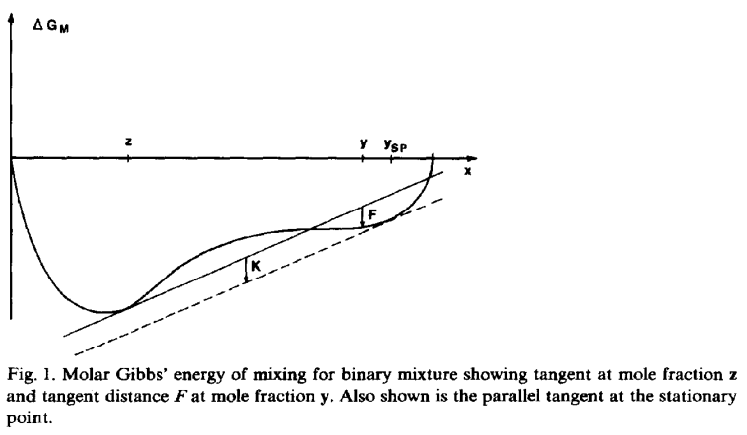 ΔG_M
z y y_SP
x
F
K
Fig. 1. Molar Gibbs' energy of mixing for binary mixture showing tangent at mole fraction z
and tangent distance F at mole fraction y. Also shown is the parallel tangent at the stationary
point.